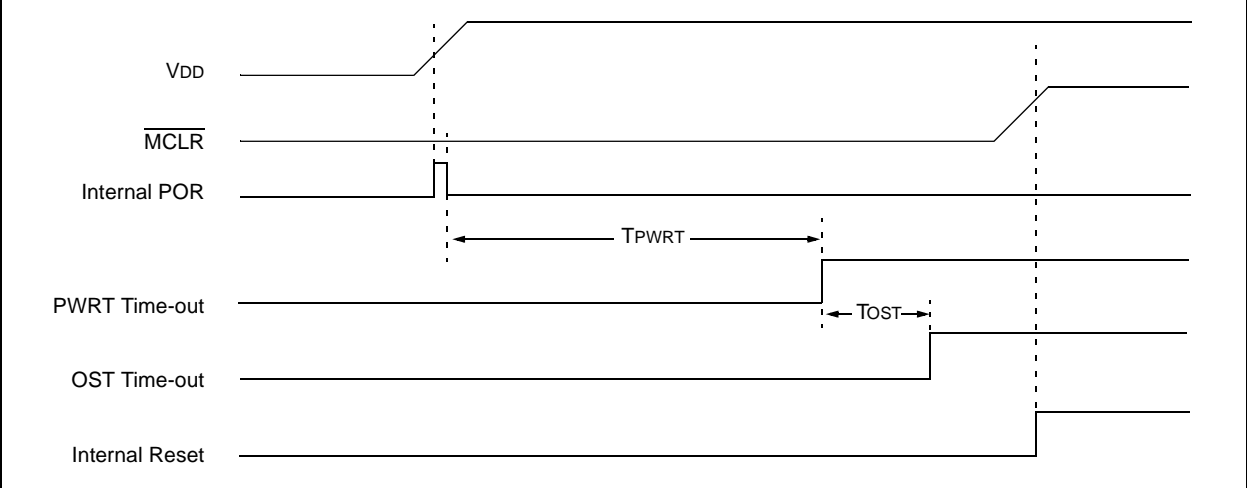 VDD
MCLR
Internal POR
TPWRT
PWRT Time-out
TOST
OST Time-out
Internal Reset